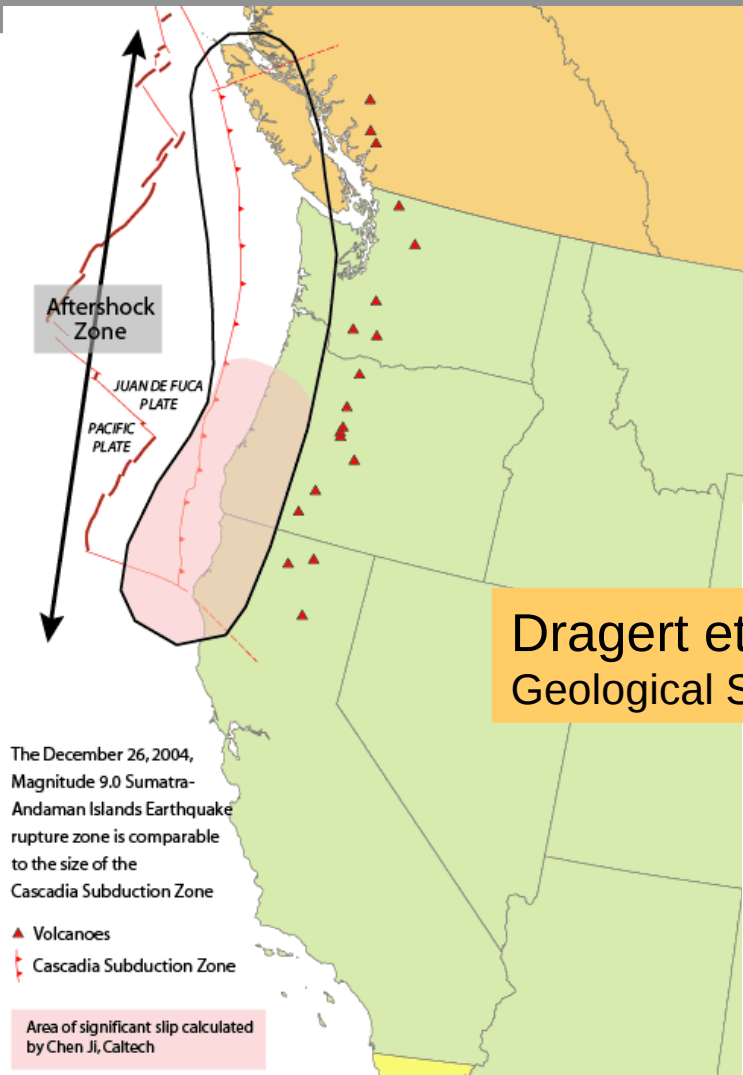 Aftershock
Zone
JUAN DE FUCA
PLATE
PACIFIC
PLATE
Dragert et
Geological S
The December 26, 2004,
Magnitude 9.0 Sumatra-
Andaman Islands Earthquake
rupture zone is comparable
to the size of the
Cascadia Subduction Zone
Volcanoes
Cascadia Subduction Zone
Area of significant slip calculated
by Chen Ji, Caltech